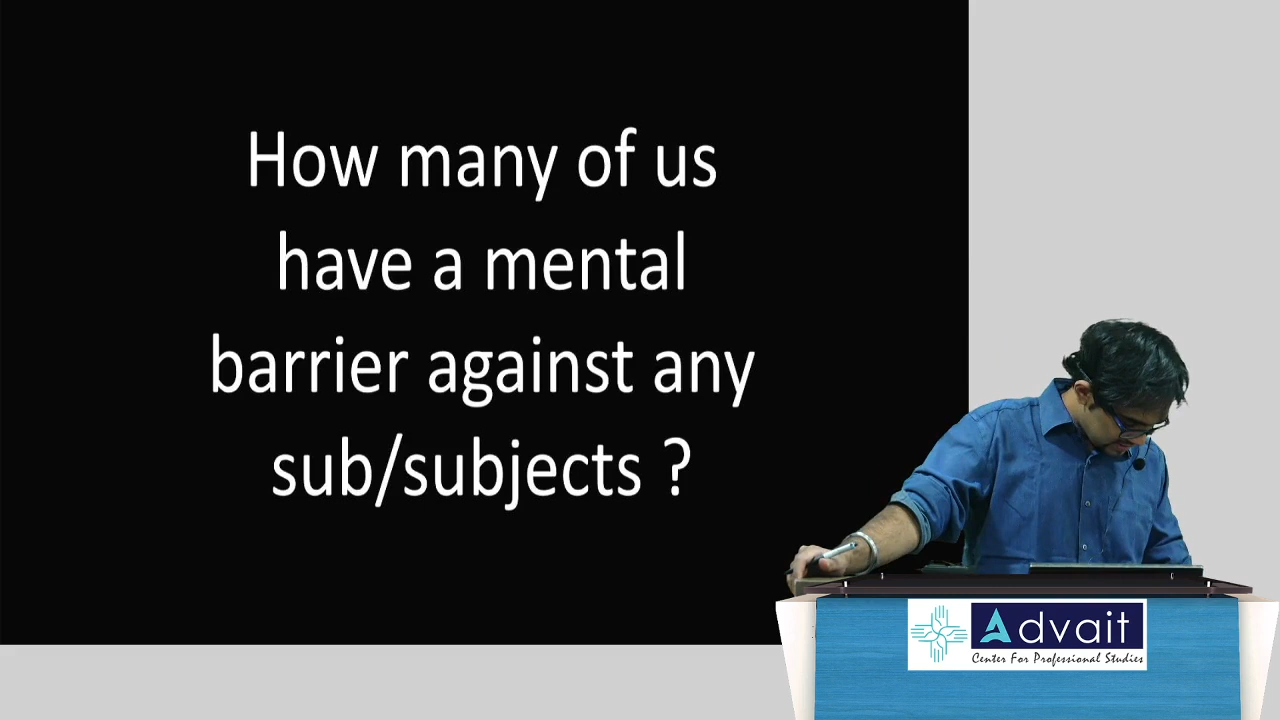 How many of us
have a mental
barrier against any
sub/subjects ?
Advait
Center For Professional Studies